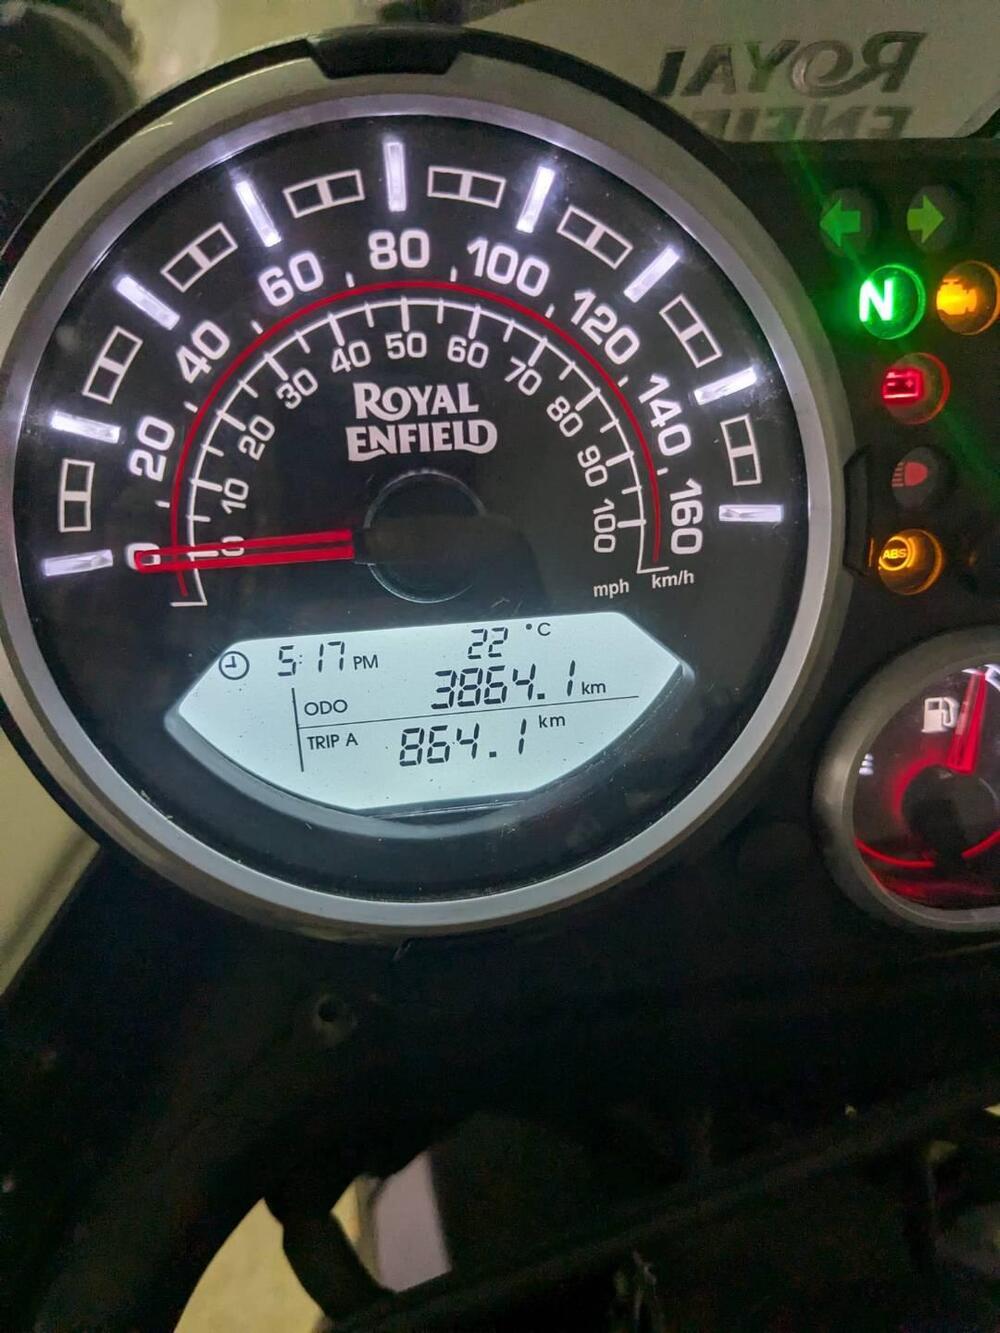 ROYAL
ENFIELD
0 20 40 60 80 100 120 140 160
0 10 20 30 40 50 60 70 80 90 100
ROYAL
ENFIELD
mph km/h
N
ABS
5:17 PM 22 °C
ODO 3864.1 km
TRIP A 864.1 km